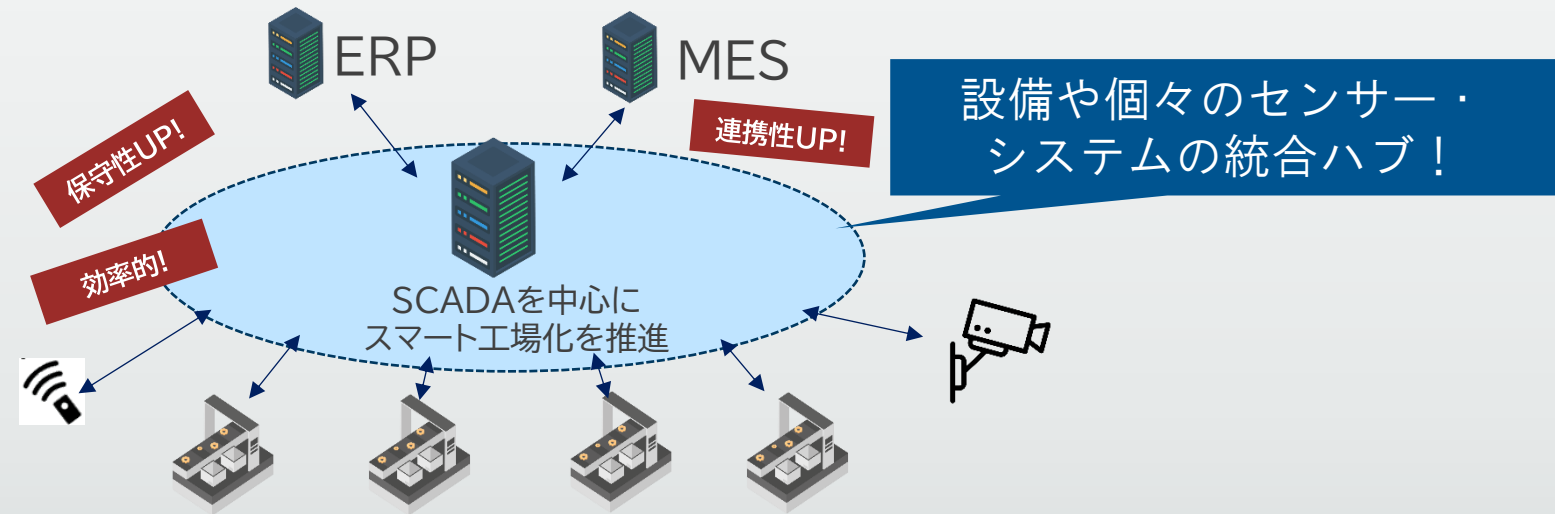 ERP
MES
設備や個々のセンサー・
システムの統合ハブ！
保守性UP!
連携性UP!
効率的!
SCADAを中心に
スマート工場化を推進